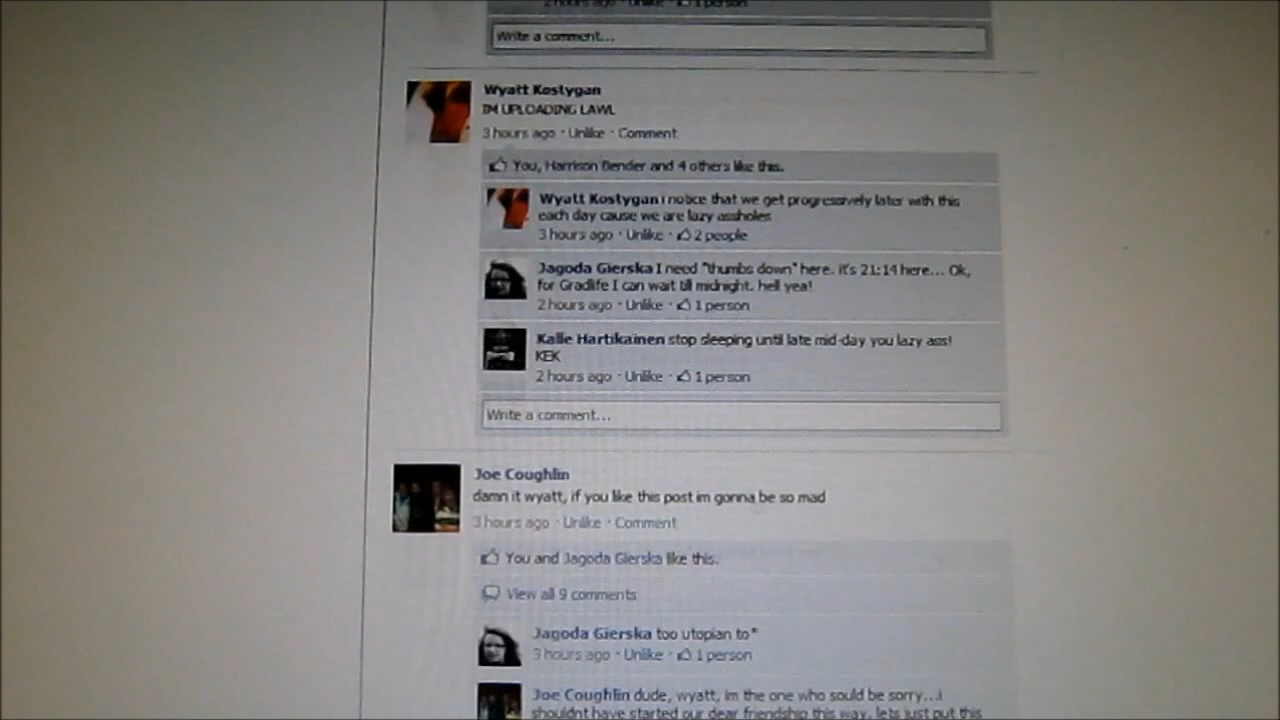 2 hours ago · Unlike · 1 person
Write a comment...
Wyatt Kostygan
IM UPLOADING LAWL
3 hours ago · Unlike · Comment
You, Harrison Bender and 4 others like this.
Wyatt Kostygan i notice that we get progressively later with this
each day cause we are lazy assholes
3 hours ago · Unlike · 2 people
Jagoda Gierska I need "thumbs down" here. it's 21:14 here... Ok,
for Gradlife I can wait till midnight. hell yea!
2 hours ago · Unlike · 1 person
Kalle Hartikainen stop sleeping until late mid-day you lazy ass!
KEK
2 hours ago · Unlike · 1 person
Write a comment...
Joe Coughlin
damn it wyatt, if you like this post im gonna be so mad
3 hours ago · Unlike · Comment
You and Jagoda Gierska like this.
View all 9 comments
Jagoda Gierska too utopian to*
3 hours ago · Unlike · 1 person
Joe Coughlin dude, wyatt, im the one who sould be sorry...i
shouldnt have started our dear friendship this way. lets just put this